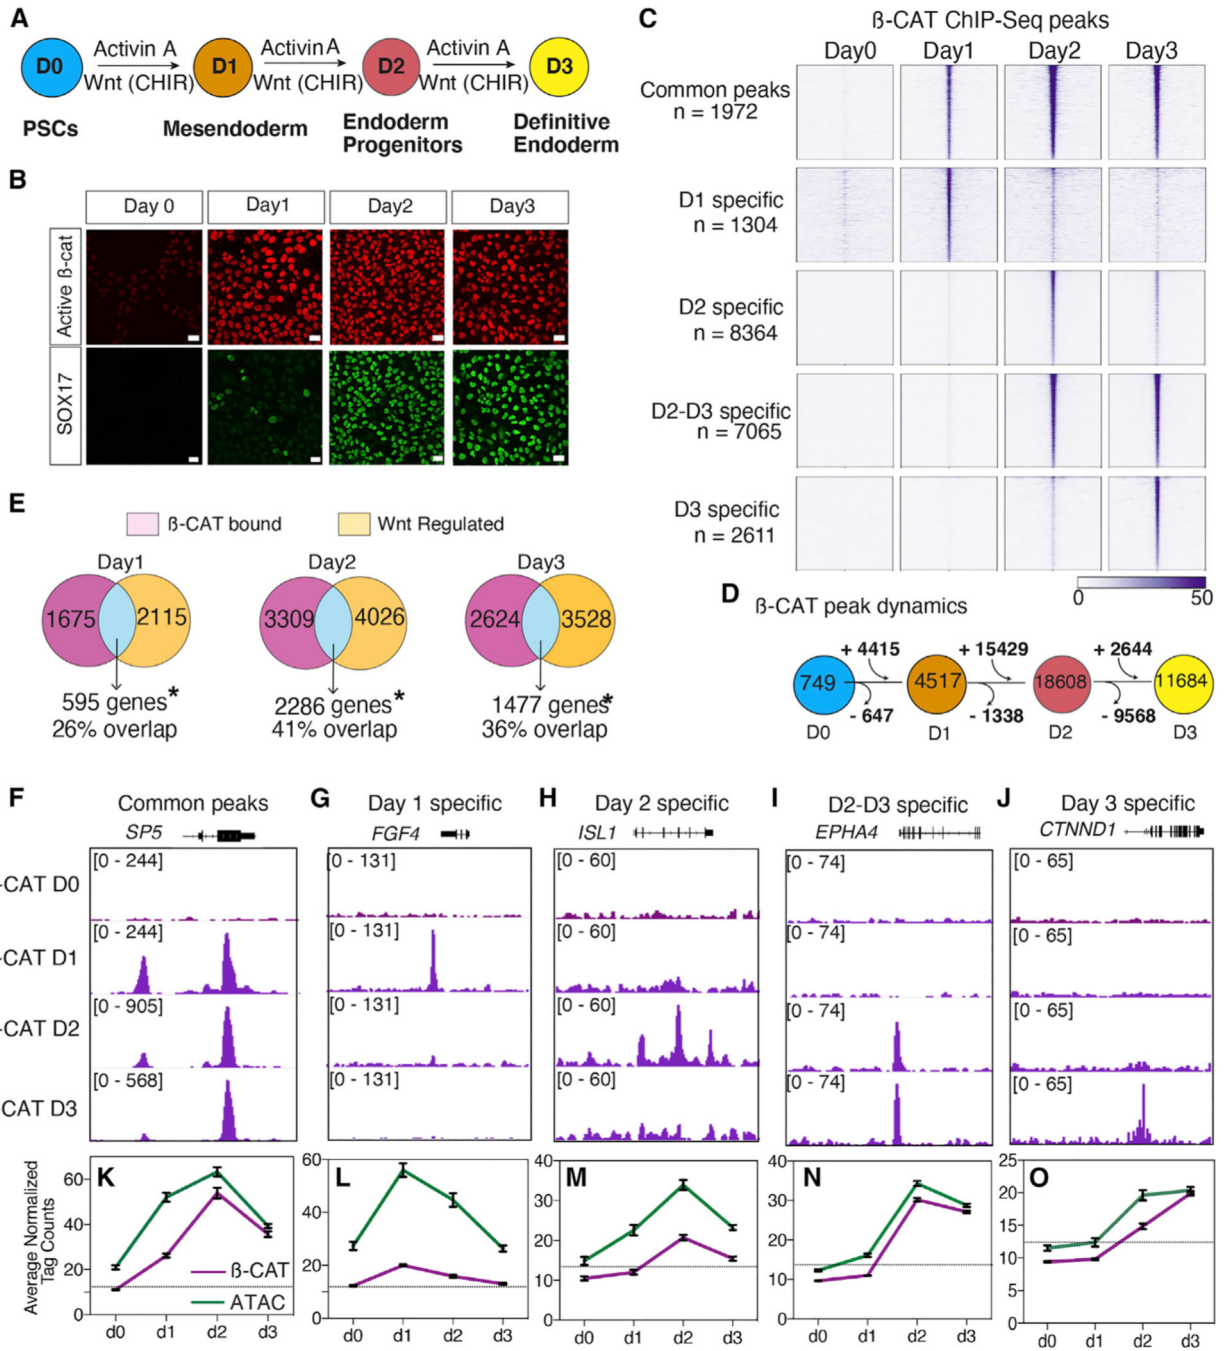 A
D0
Activin A
Wnt (CHIR)
D1
Activin A
Wnt (CHIR)
D2
Activin A
Wnt (CHIR)
D3
PSCs
Mesendoderm
Endoderm
Progenitors
Definitive
Endoderm
B
Day 0
Day1
Day2
Day3
Active ß-cat
SOX17
C
ß-CAT ChIP-Seq peaks
Day0
Day1
Day2
Day3
Common peaks
n = 1972
D1 specific
n = 1304
D2 specific
n = 8364
D2-D3 specific
n = 7065
D3 specific
n = 2611
0
50
D
ß-CAT peak dynamics
+ 4415
+ 15429
+ 2644
749
4517
18608
11684
- 647
- 1338
- 9568
D0
D1
D2
D3
E
ß-CAT bound
Wnt Regulated
Day1
1675
2115
595 genes*
26% overlap
Day2
3309
4026
2286 genes*
41% overlap
Day3
2624
3528
1477 genes*
36% overlap
F
Common peaks
SP5
G
Day 1 specific
FGF4
H
Day 2 specific
ISL1
I
D2-D3 specific
EPHA4
J
Day 3 specific
CTNND1
-CAT D0
[0 - 244]
[0 - 131]
[0 - 60]
[0 - 74]
[0 - 65]
-CAT D1
[0 - 244]
[0 - 131]
[0 - 60]
[0 - 74]
[0 - 65]
-CAT D2
[0 - 905]
[0 - 131]
[0 - 60]
[0 - 74]
[0 - 65]
-CAT D3
[0 - 568]
[0 - 131]
[0 - 60]
[0 - 74]
[0 - 65]
Average Normalized
Tag Counts
K
60
40
20
0
ß-CAT
ATAC
d0
d1
d2
d3
L
60
40
20
0
d0
d1
d2
d3
M
40
30
20
10
0
d0
d1
d2
d3
N
40
30
20
10
0
d0
d1
d2
d3
O
25
20
15
10
5
0
d0
d1
d2
d3